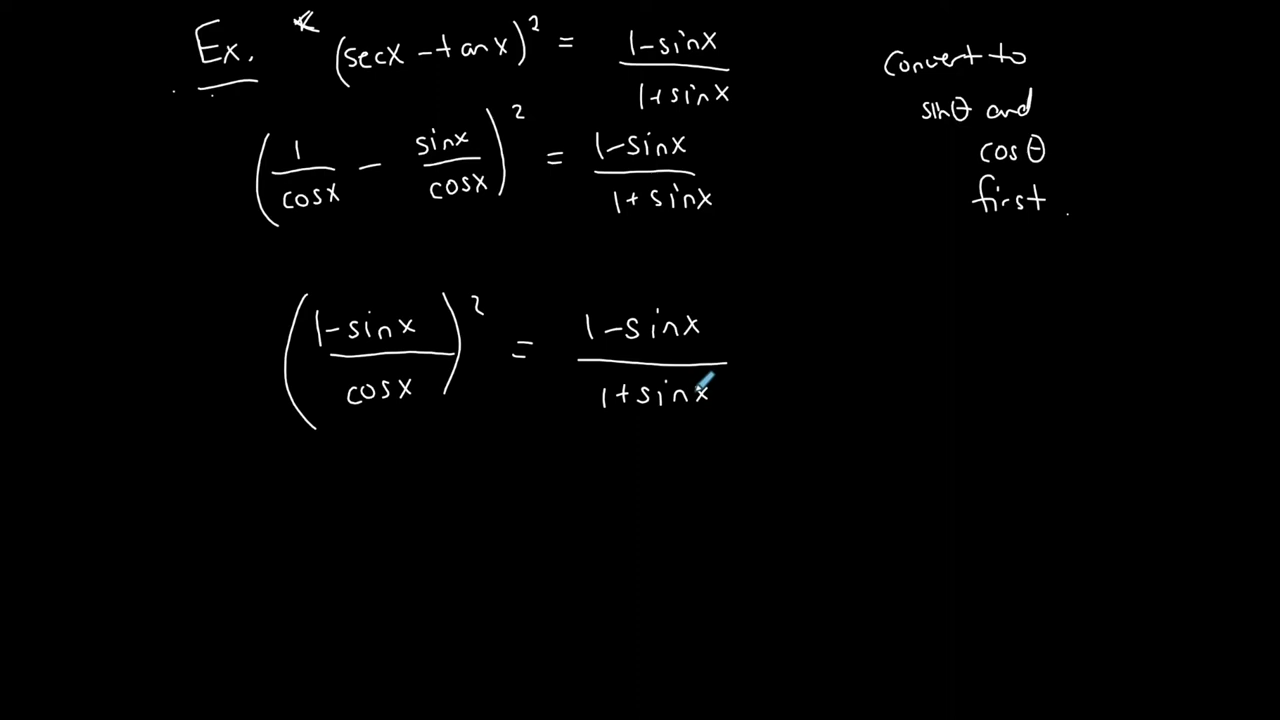 Ex. * (secx - tanx)² = (1-sinx)/(1+sinx)
(1/cosx - sinx/cosx)² = (1-sinx)/(1+sinx)
((1-sinx)/cosx)² = (1-sinx)/(1+sinx)
convert to
sinθ and
cosθ
first.